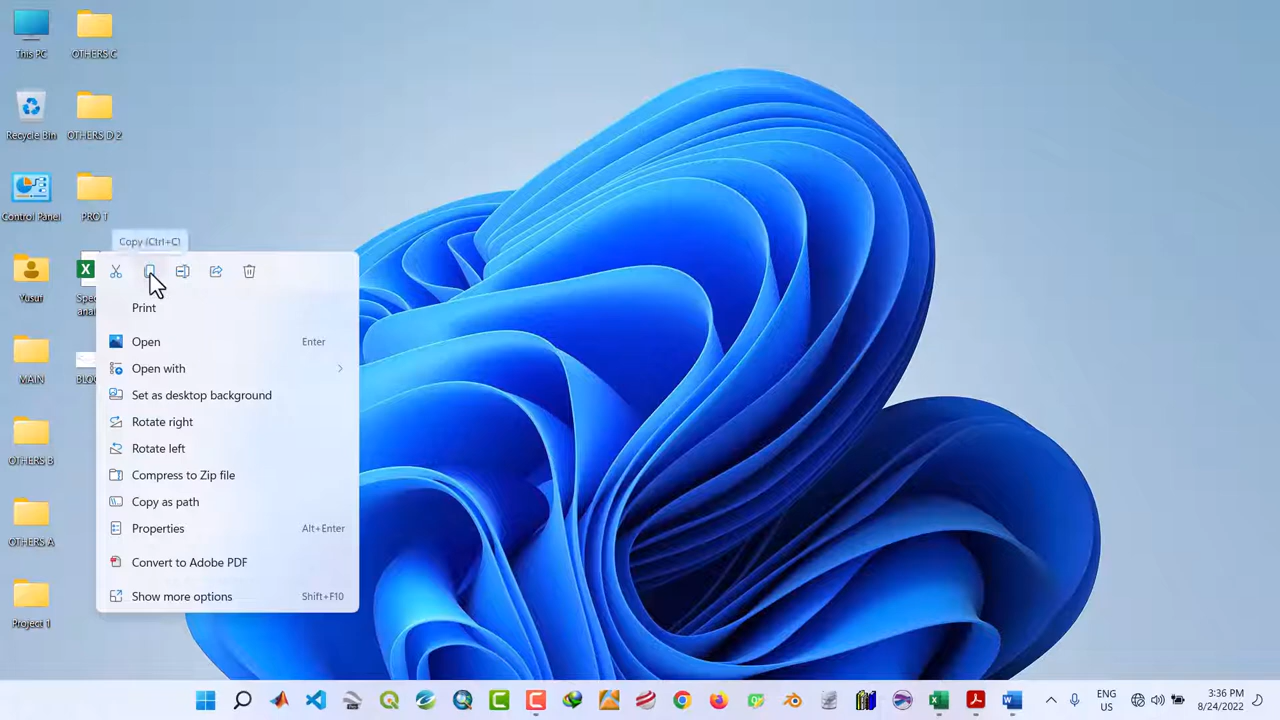 This PC
OTHERS C
Recycle Bin
OTHERS D 2
Control Panel
PRO 1
Yusuf
MAIN
OTHERS B
OTHERS A
Project 1
Copy (Ctrl+C)
Print
Open Enter
Open with
Set as desktop background
Rotate right
Rotate left
Compress to Zip file
Copy as path
Properties Alt+Enter
Convert to Adobe PDF
Show more options Shift+F10
ENG
US
3:36 PM
8/24/2022